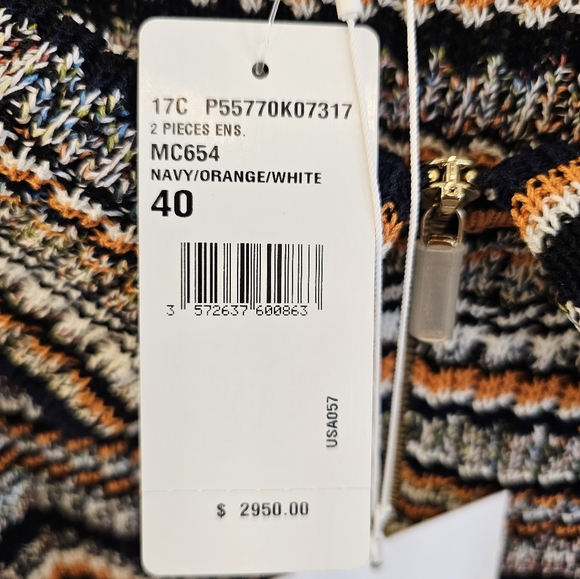 17C P55770K07317
2 PIECES ENS.
MC654
NAVY/ORANGE/WHITE
40
3 572637 600863
USA057
$ 2950.00